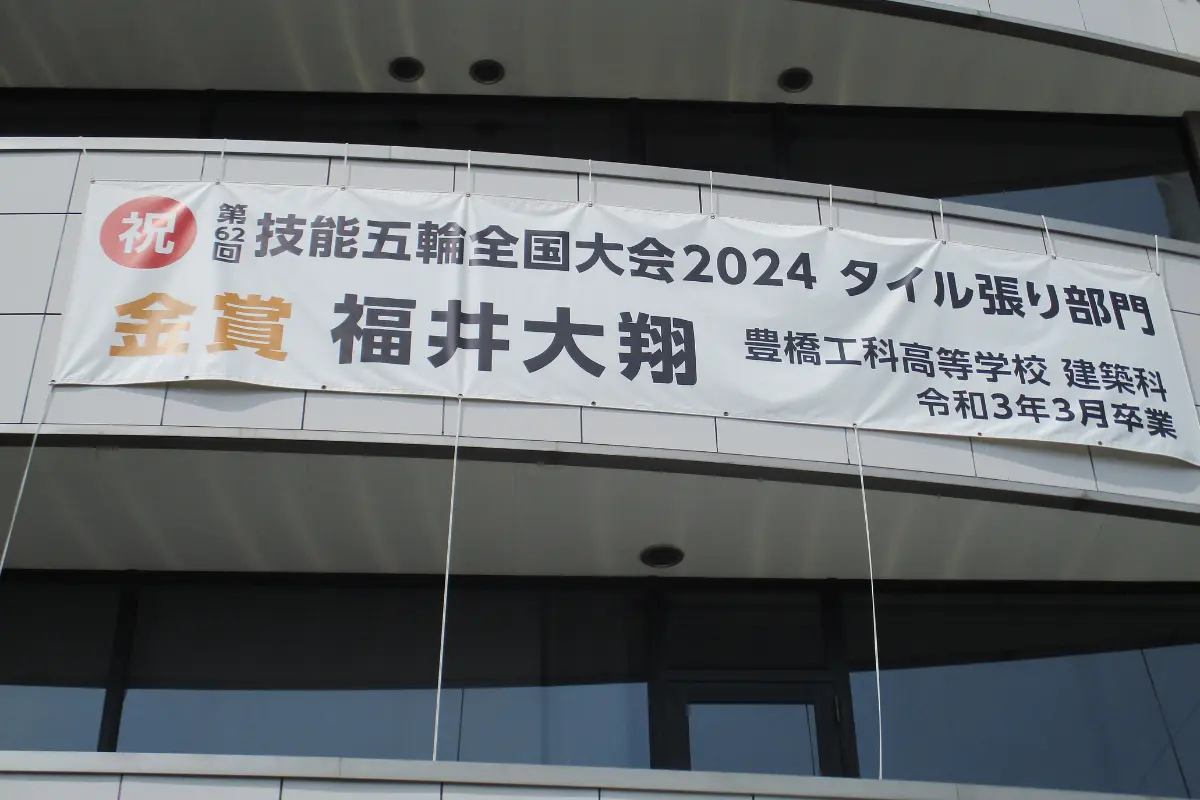 祝 第62回 技能五輪全国大会2024 タイル張り部門
金賞 福井大翔 豊橋工科高等学校 建築科
令和3年3月卒業